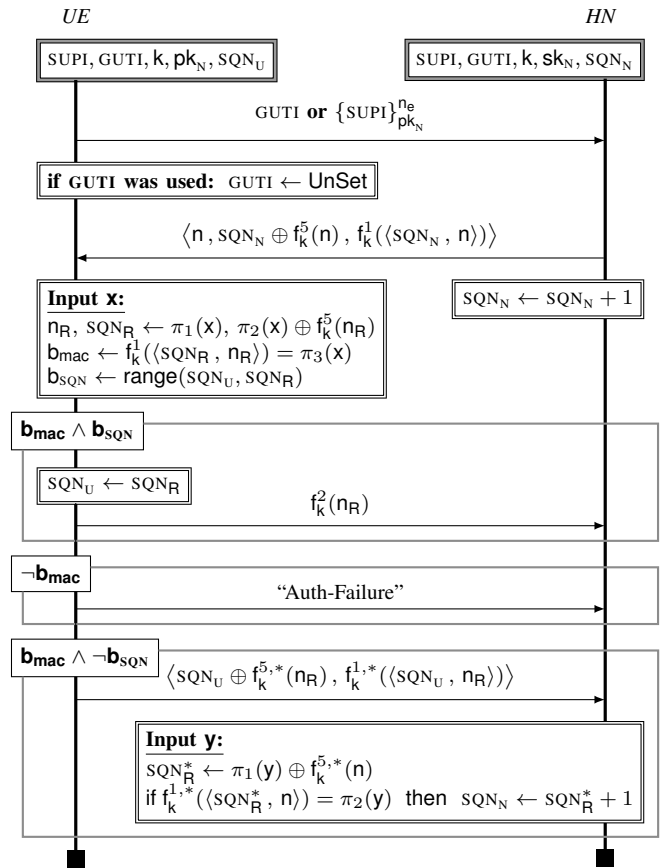 UE HN
SUPI, GUTI, k, pk_N, SQN_U SUPI, GUTI, k, sk_N, SQN_N
GUTI or {SUPI}^{n_e}_{pk_N}
if GUTI was used: GUTI ← UnSet
⟨n , SQN_N ⊕ f^5_k(n) , f^1_k(⟨SQN_N , n⟩)⟩
Input x:
n_R, SQN_R ← π_1(x), π_2(x) ⊕ f^5_k(n_R)
b_mac ← f^1_k(⟨SQN_R , n_R⟩) = π_3(x)
b_SQN ← range(SQN_U, SQN_R)
SQN_N ← SQN_N + 1
b_mac ∧ b_SQN
SQN_U ← SQN_R
f^2_k(n_R)
¬b_mac
“Auth-Failure”
b_mac ∧ ¬b_SQN
⟨SQN_U ⊕ f^{5,*}_k(n_R) , f^{1,*}_k(⟨SQN_U , n_R⟩)⟩
Input y:
SQN^*_R ← π_1(y) ⊕ f^{5,*}_k(n)
if f^{1,*}_k(⟨SQN^*_R , n⟩) = π_2(y) then SQN_N ← SQN^*_R + 1